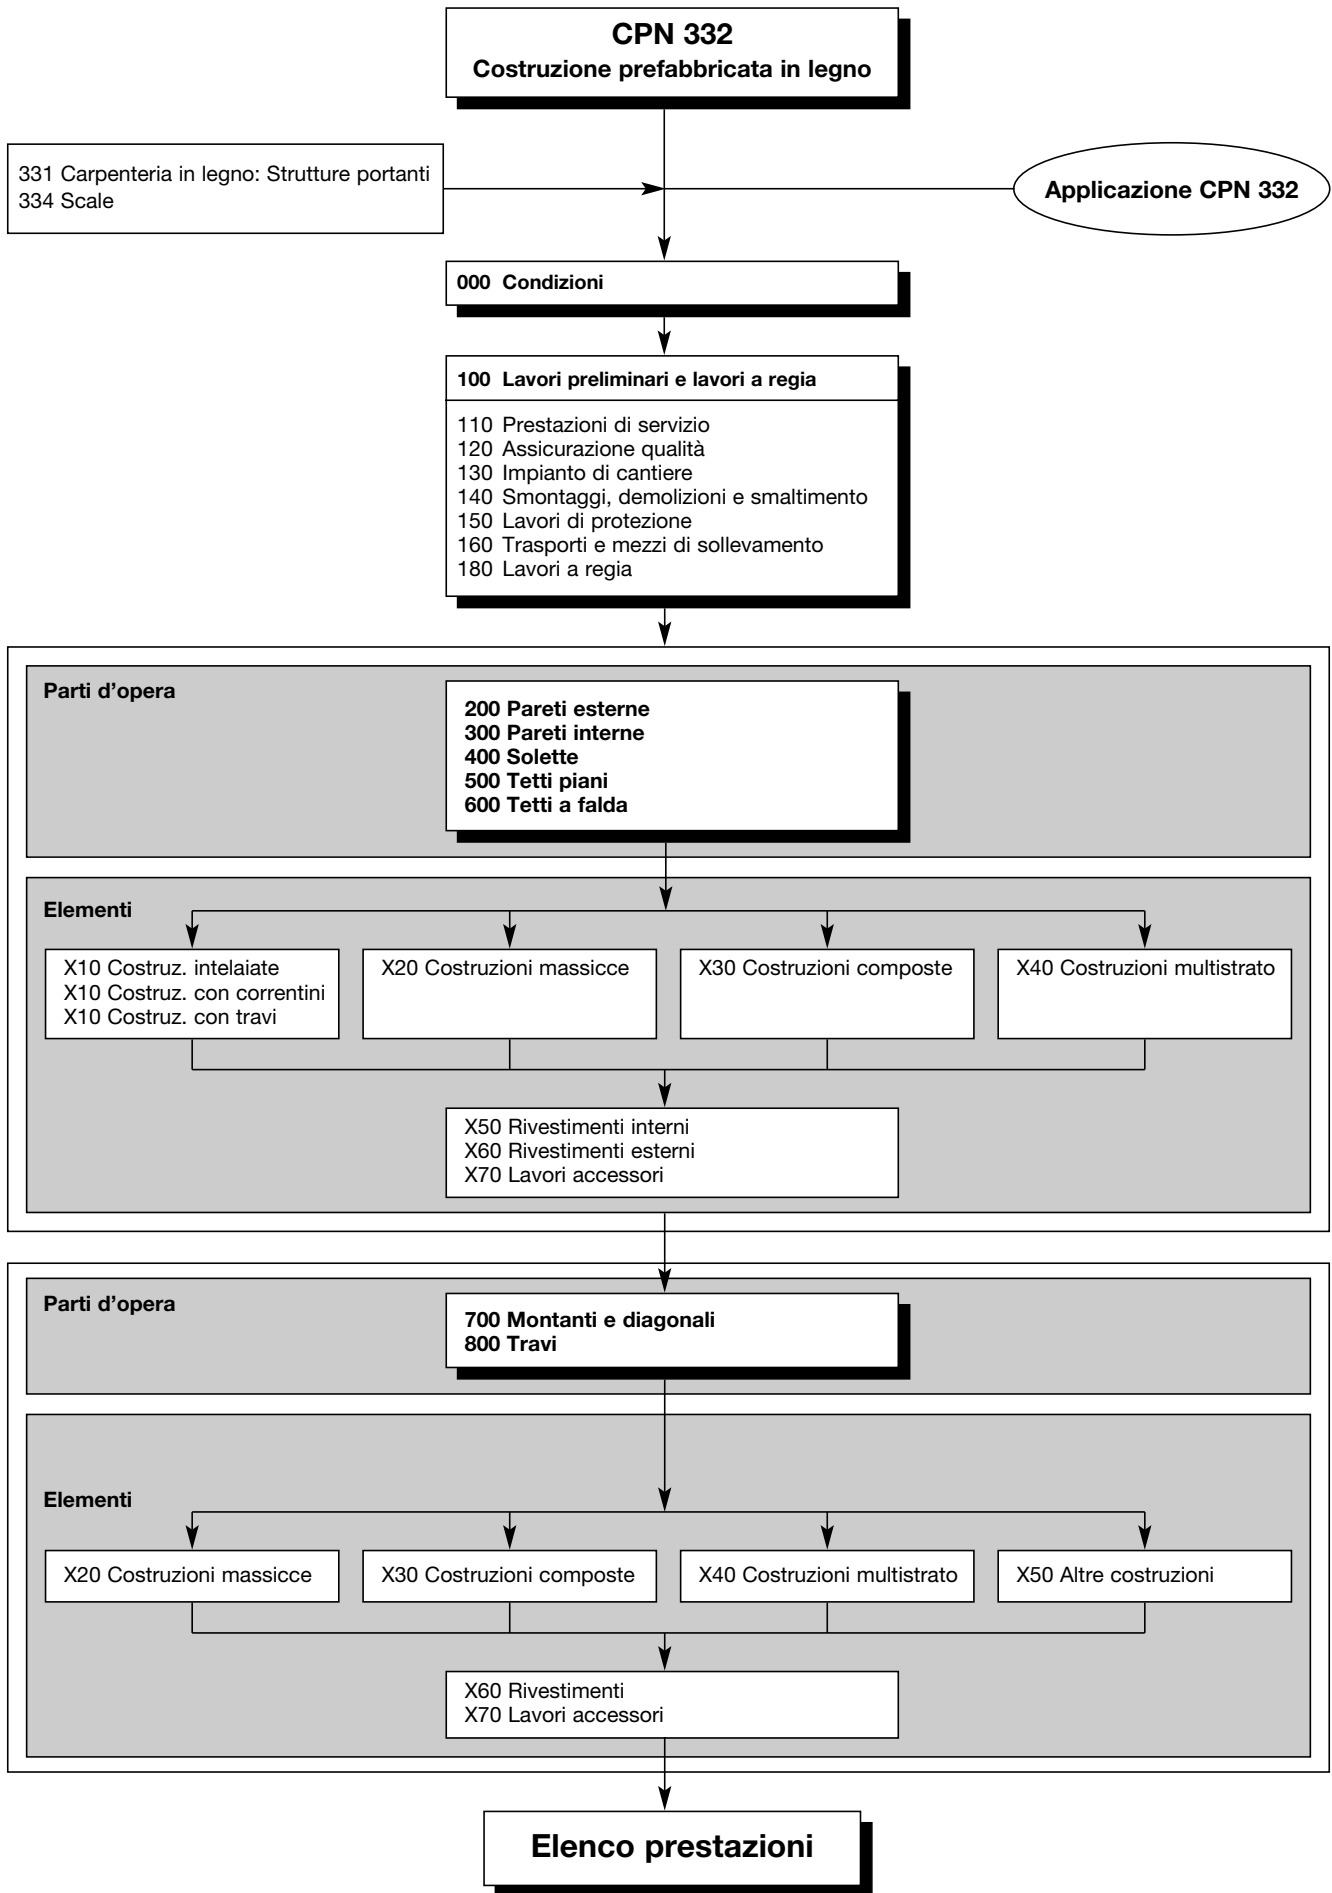 CPN 332
Costruzione prefabbricata in legno
331 Carpenteria in legno: Strutture portanti
334 Scale
Applicazione CPN 332
000 Condizioni
100 Lavori preliminari e lavori a regia
110 Prestazioni di servizio
120 Assicurazione qualità
130 Impianto di cantiere
140 Smontaggi, demolizioni e smaltimento
150 Lavori di protezione
160 Trasporti e mezzi di sollevamento
180 Lavori a regia
Parti d'opera
200 Pareti esterne
300 Pareti interne
400 Solette
500 Tetti piani
600 Tetti a falda
Elementi
X10 Costruz. intelaiate
X10 Costruz. con correntini
X10 Costruz. con travi
X20 Costruzioni massicce
X30 Costruzioni composte
X40 Costruzioni multistrato
X50 Rivestimenti interni
X60 Rivestimenti esterni
X70 Lavori accessori
Parti d'opera
700 Montanti e diagonali
800 Travi
Elementi
X20 Costruzioni massicce
X30 Costruzioni composte
X40 Costruzioni multistrato
X50 Altre costruzioni
X60 Rivestimenti
X70 Lavori accessori
Elenco prestazioni